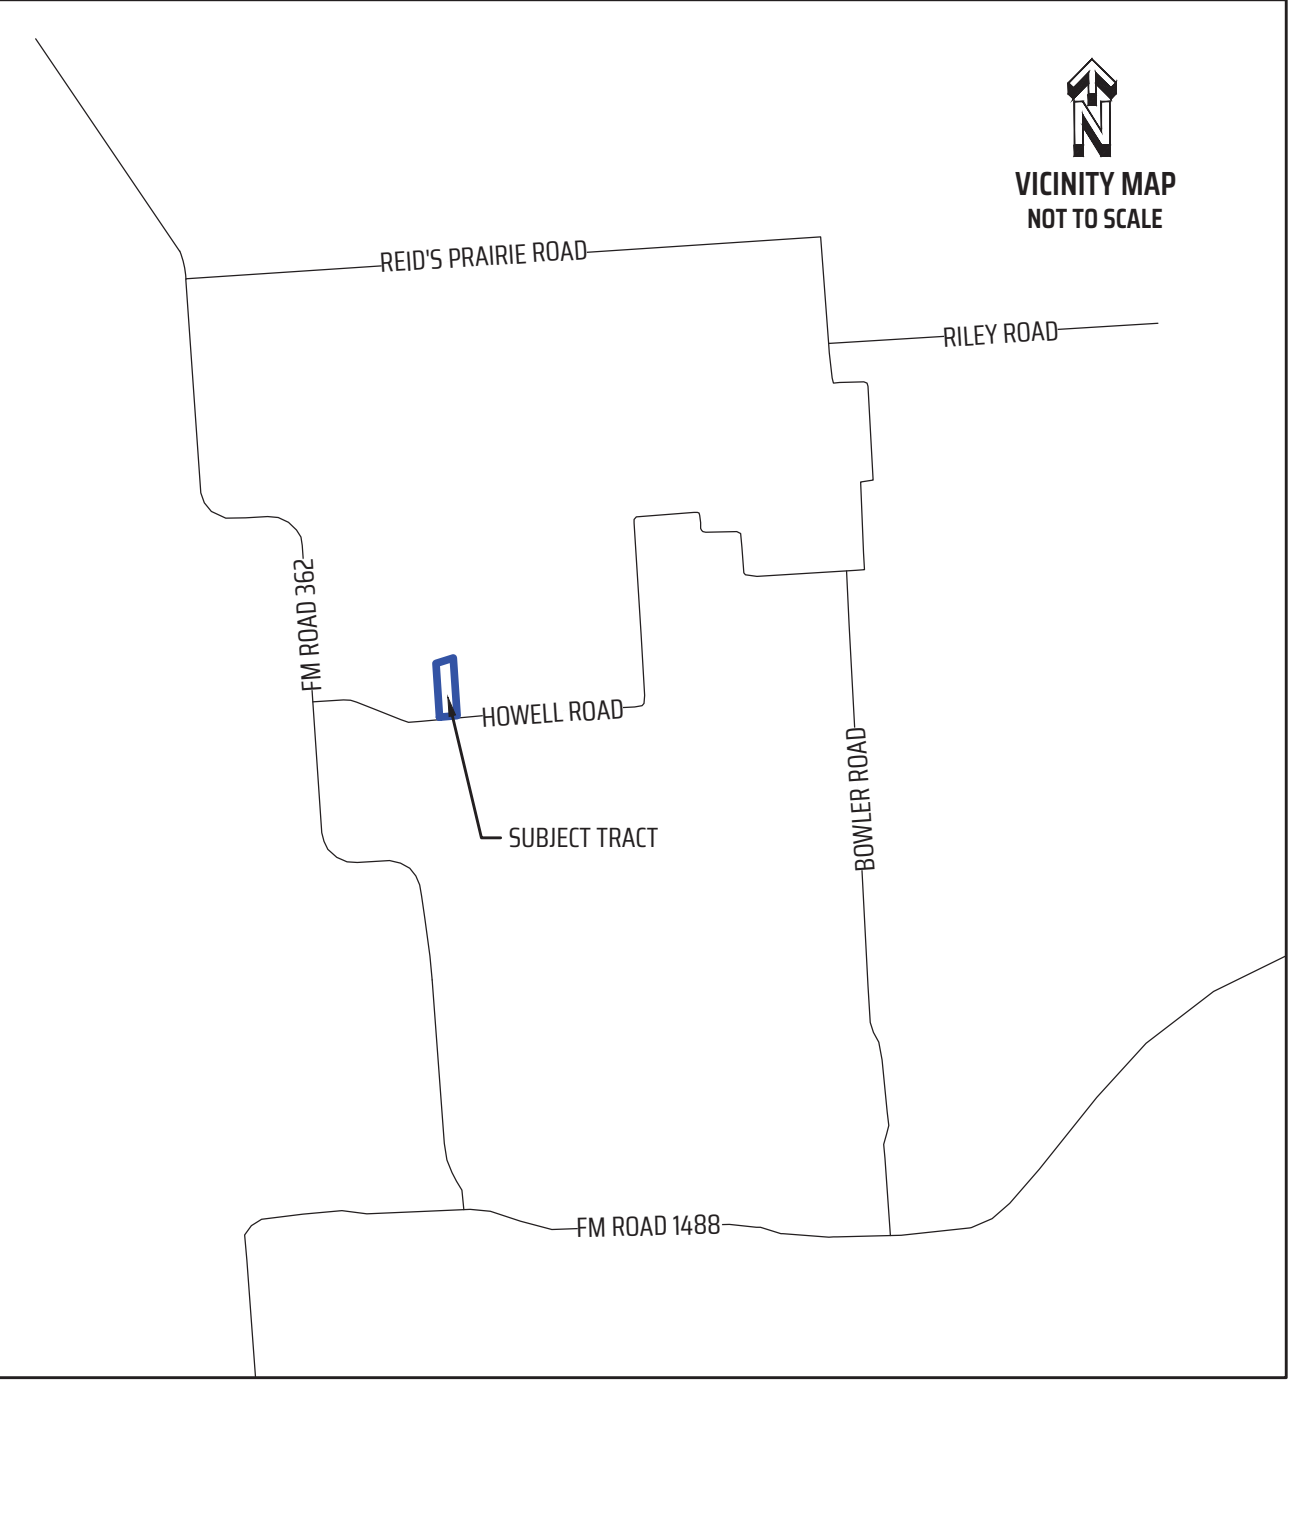 N
VICINITY MAP
NOT TO SCALE
REID'S PRAIRIE ROAD
RILEY ROAD
FM ROAD 362
HOWELL ROAD
BOWLER ROAD
SUBJECT TRACT
FM ROAD 1488